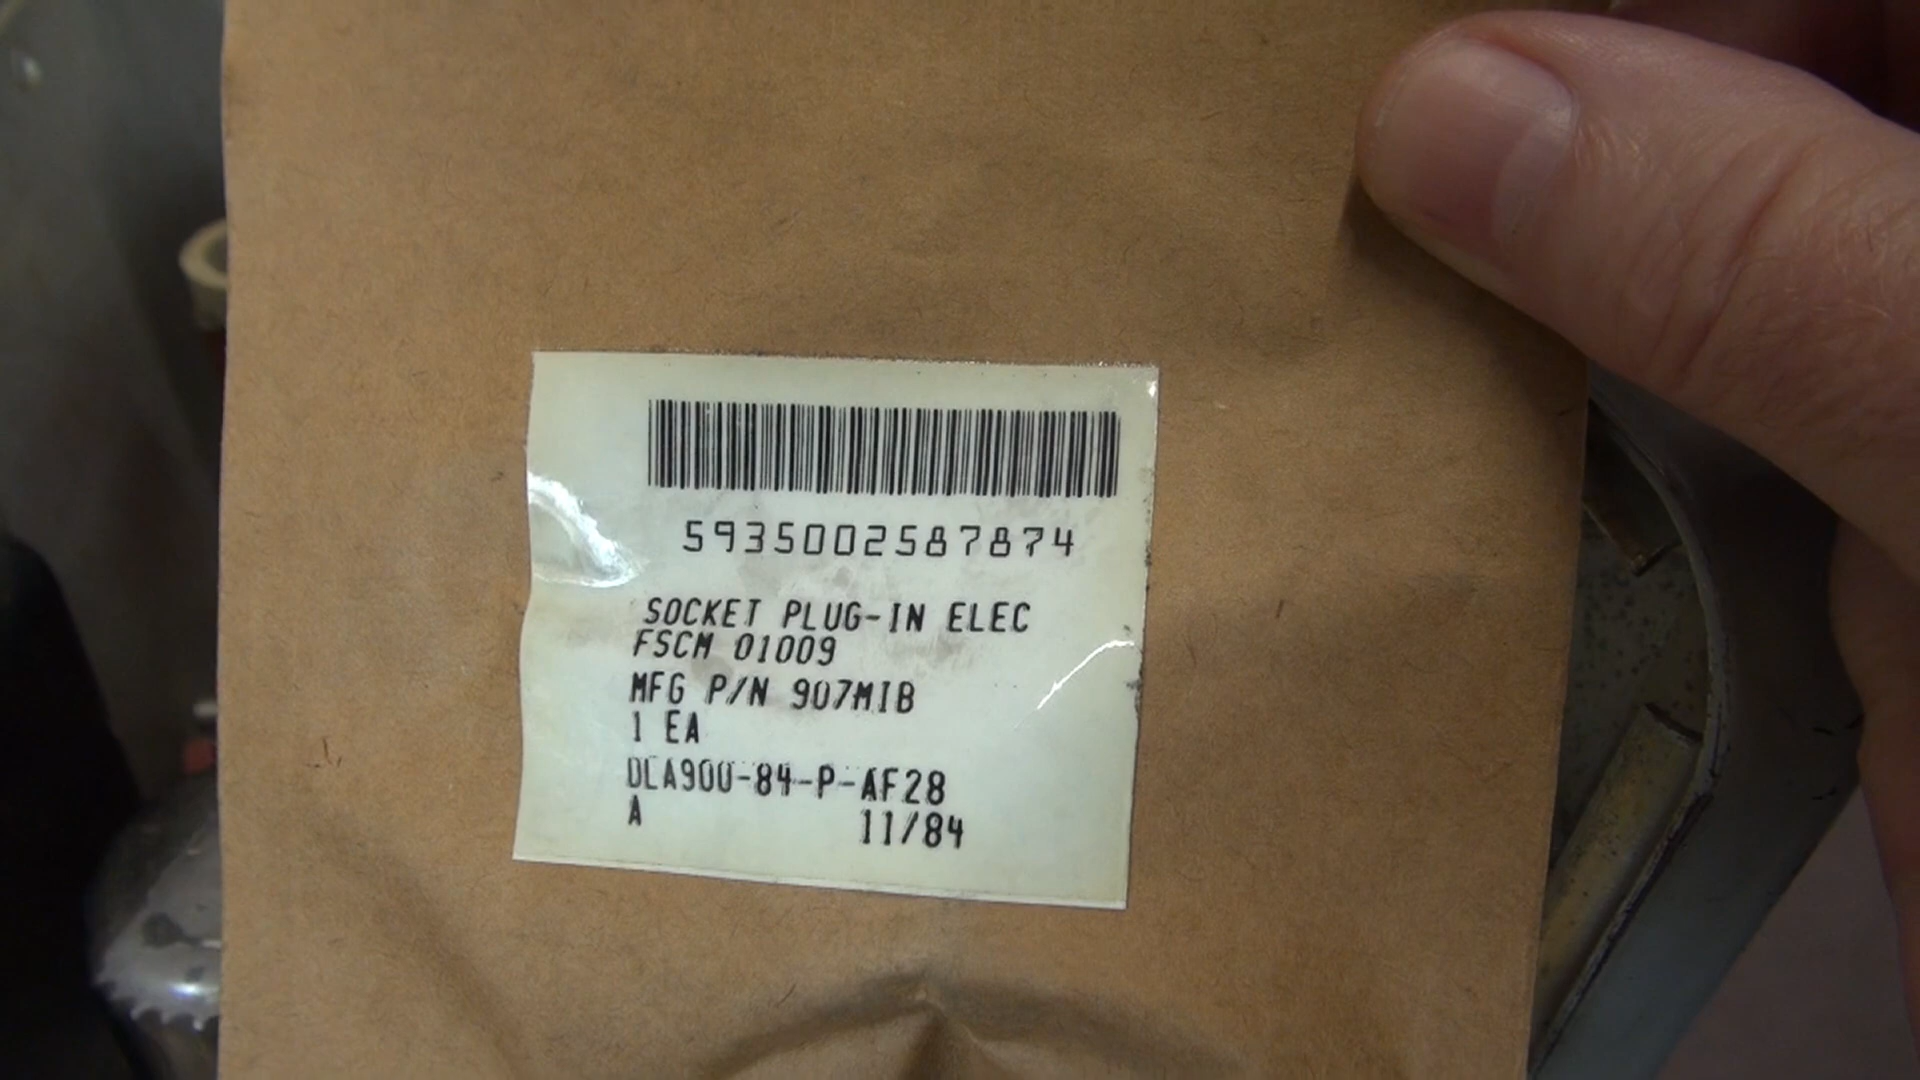 5935002587874
SOCKET PLUG-IN ELEC
FSCM 01009
MFG P/N 907MIB
1 EA
DLA900-84-P-AF28
A 11/84